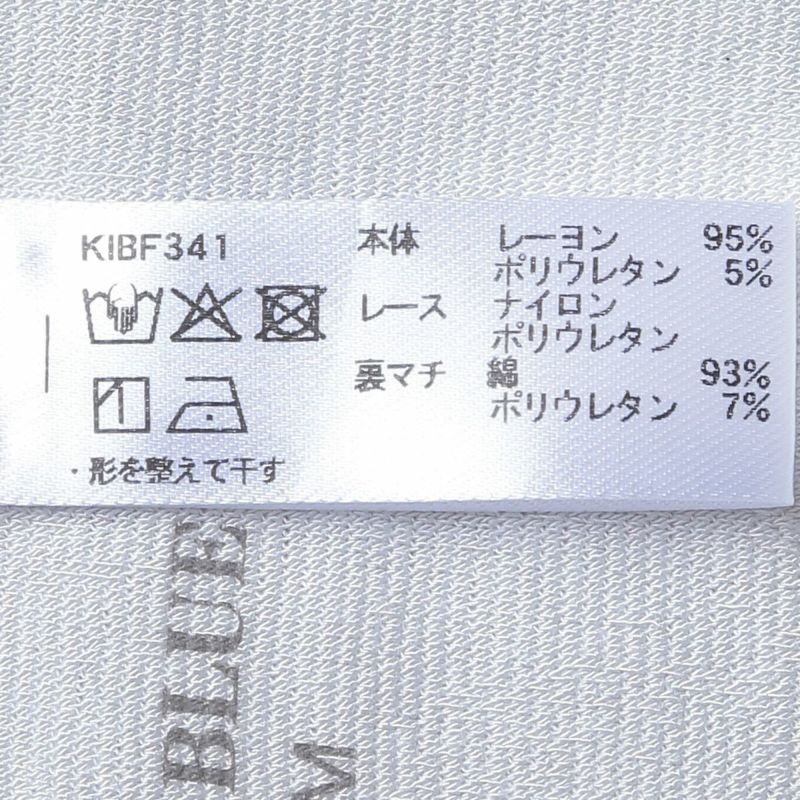 KIBF341
本体 レーヨン 95%
ポリウレタン 5%
レース ナイロン
ポリウレタン
裏マチ 綿 93%
ポリウレタン 7%
・形を整えて干す
BLUE
M